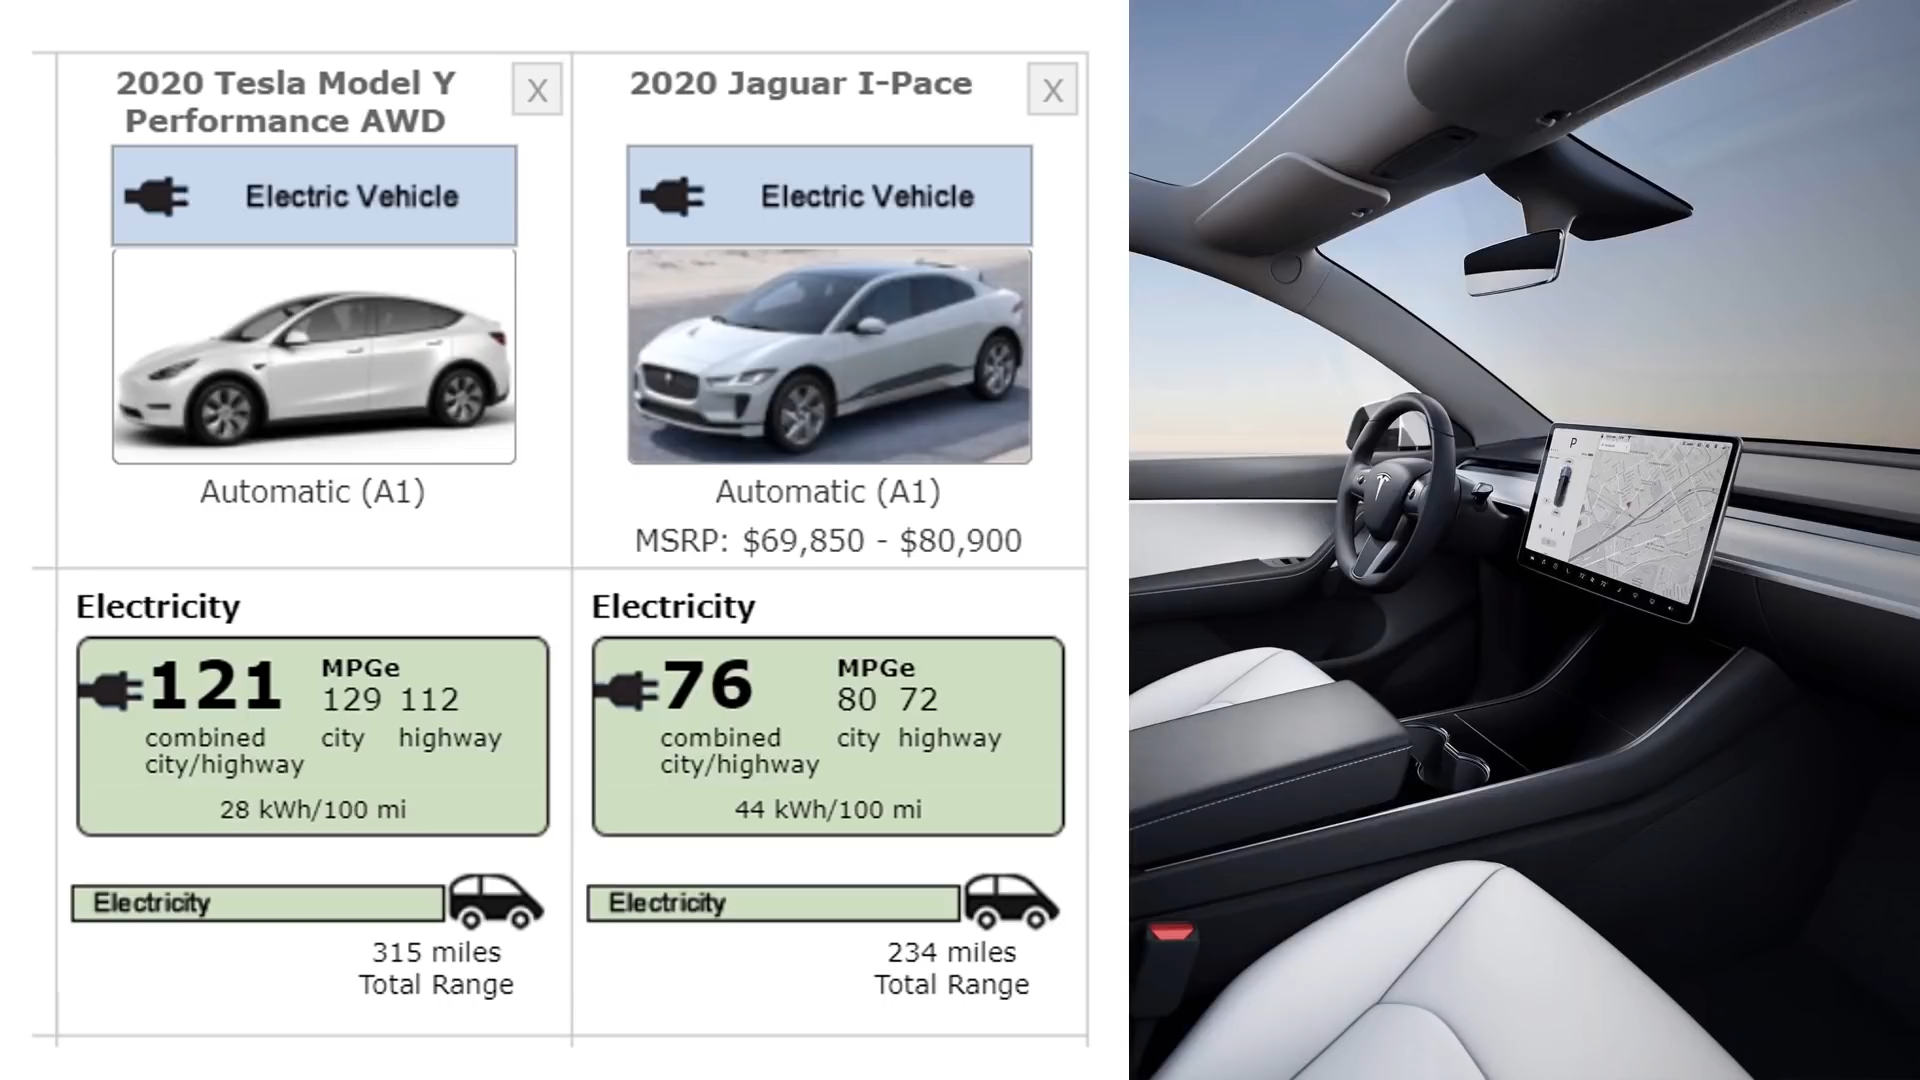 2020 Tesla Model Y
Performance AWD
X
Electric Vehicle
Automatic (A1)
Electricity
121
MPGe
129 112
combined
city/highway
city highway
28 kWh/100 mi
Electricity
315 miles
Total Range
2020 Jaguar I-Pace
X
Electric Vehicle
Automatic (A1)
MSRP: $69,850 - $80,900
Electricity
76
MPGe
80 72
combined
city/highway
city highway
44 kWh/100 mi
Electricity
234 miles
Total Range
P